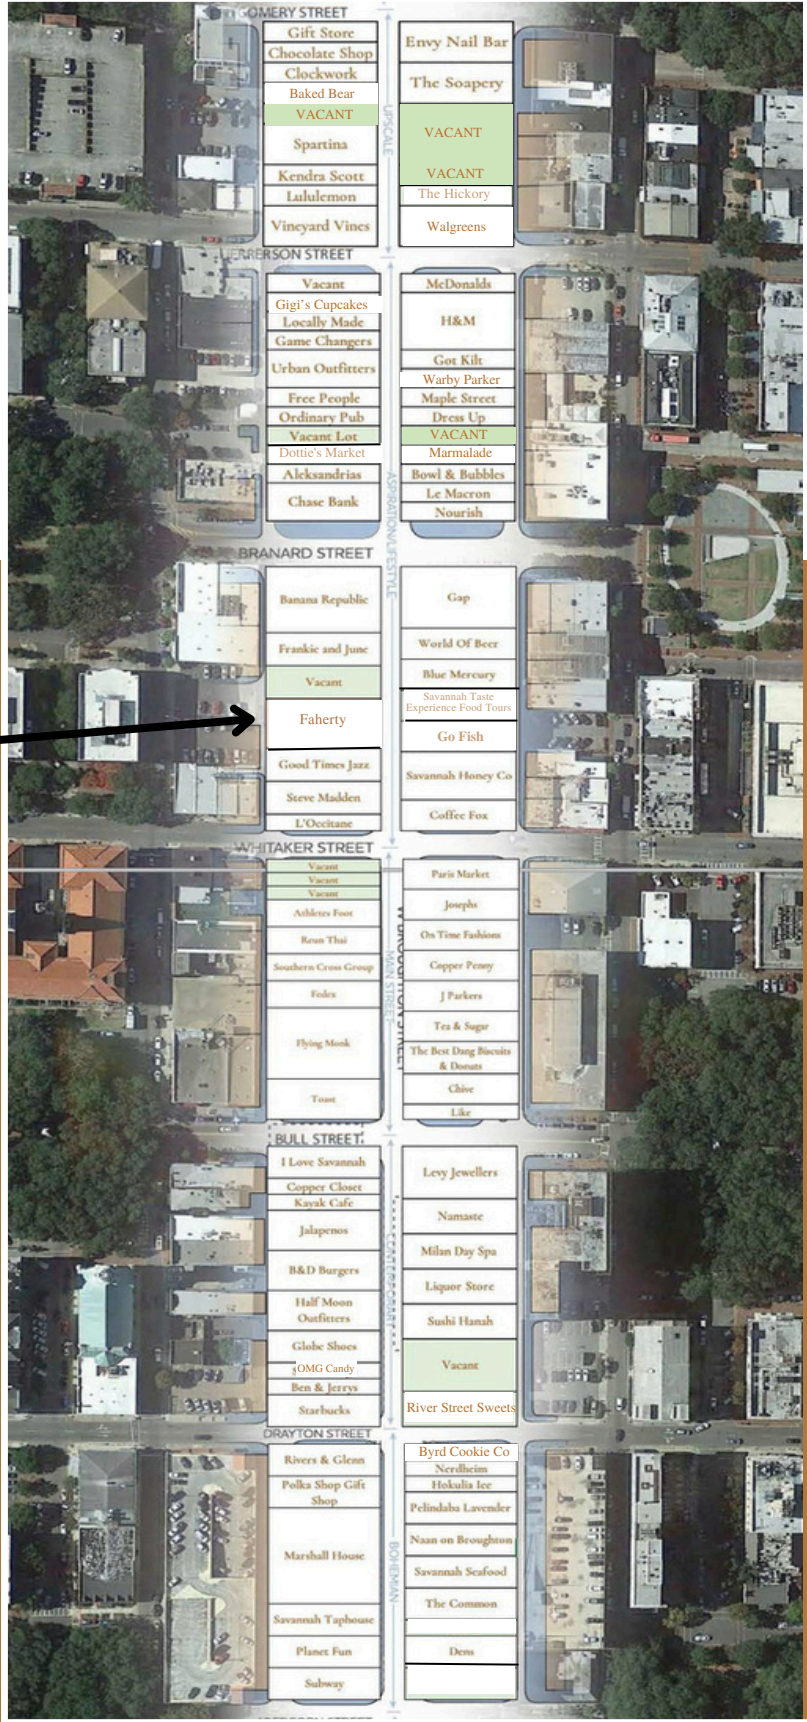 GOMERY STREET
Gift Store
Chocolate Shop
Clockwork
Baked Bear
VACANT
Spartina
Kendra Scott
Lululemon
Vineyard Vines
UPSCALE
Envy Nail Bar
The Soapery
VACANT
VACANT
The Hickory
Walgreens
JEFFERSON STREET
Vacant
Gigi's Cupcakes
Locally Made
Game Changers
Urban Outfitters
Free People
Ordinary Pub
Vacant Lot
Dottie's Market
Aleksandrias
Chase Bank
ASPIRATION/LIFESTYLE
McDonalds
H&M
Got Kilt
Warby Parker
Maple Street
Dress Up
VACANT
Marmalade
Bowl & Bubbles
Le Macron
Nourish
BRANARD STREET
Banana Republic
Frankie and June
Vacant
Faherty
Good Times Jazz
Steve Madden
L'Occitane
Gap
World Of Beer
Blue Mercury
Savannah Taste
Experience Food Tours
Go Fish
Savannah Honey Co
Coffee Fox
WHITAKER STREET
Vacant
Vacant
Vacant
Athletes Foot
Reun Thai
Southern Cross Group
Fedex
Flying Monk
Toast
MAIN STREET
W BROUGHTON STREET
Paris Market
Josephs
On Time Fashions
Copper Penny
J Parkers
Tea & Sugar
The Best Dang Biscuits
& Donuts
Chive
Like
BULL STREET
I Love Savannah
Copper Closet
Kayak Cafe
Jalapenos
B&D Burgers
Half Moon
Outfitters
Globe Shoes
OMG Candy
Ben & Jerrys
Starbucks
CONTEMPORARY
Levy Jewellers
Namaste
Milan Day Spa
Liquor Store
Sushi Hanah
Vacant
River Street Sweets
DRAYTON STREET
Rivers & Glenn
Polka Shop Gift
Shop
Marshall House
Savannah Taphouse
Planet Fun
Subway
BOHEMIAN
Byrd Cookie Co
Nerdheim
Hokulia Ice
Pelindaba Lavender
Naan on Broughton
Savannah Seafood
The Common
Dens